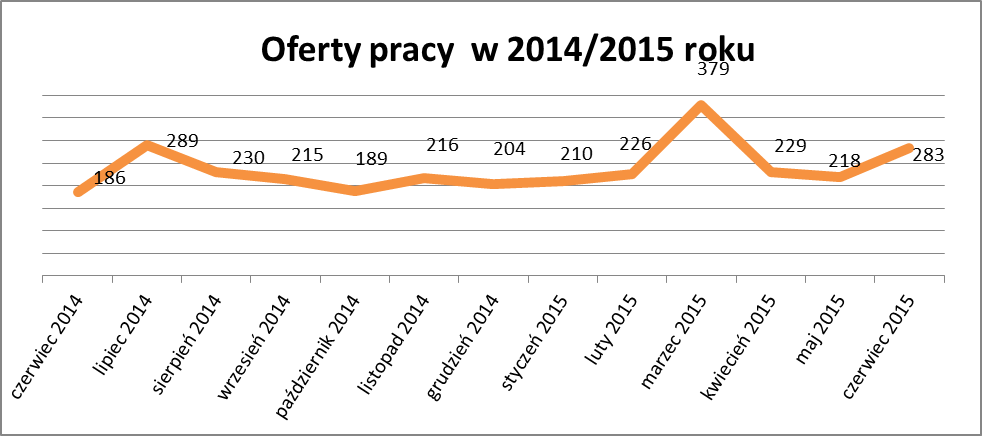 Oferty pracy  w 2014/2015 roku
186
289
230
215
189
216
204
210
226
379
229
218
283
czerwiec 2014
lipiec 2014
sierpień 2014
wrzesień 2014
październik 2014
listopad 2014
grudzień 2014
styczeń 2015
luty 2015
marzec 2015
kwiecień 2015
maj 2015
czerwiec 2015